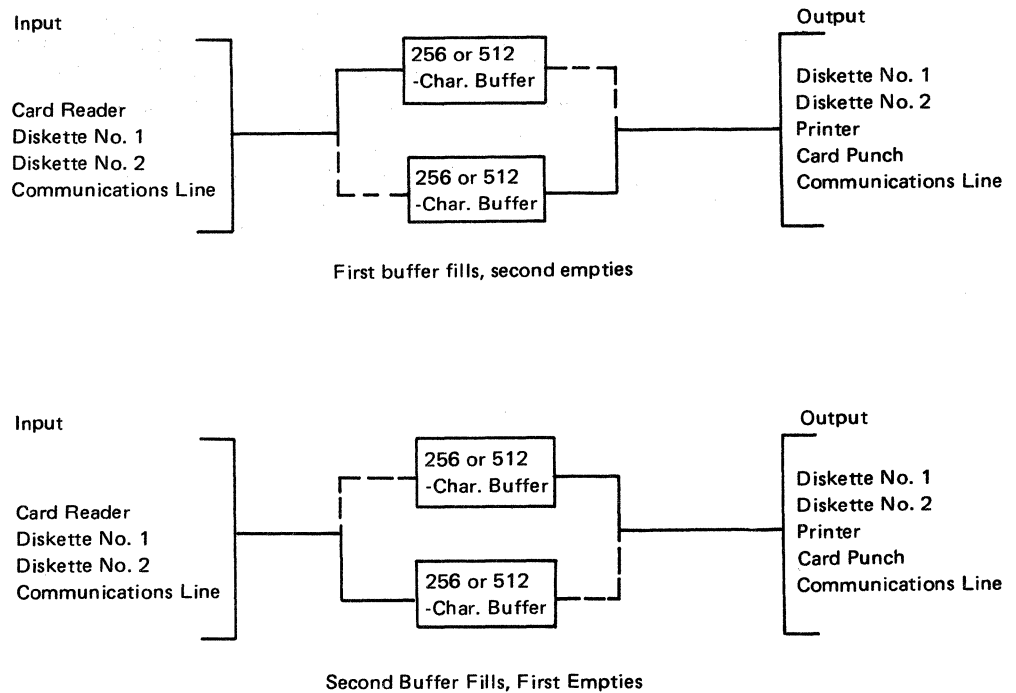 Input
Output
256 or 512
-Char. Buffer
Card Reader
Diskette No. 1
Diskette No. 2
Communications Line
Diskette No. 1
Diskette No. 2
Printer
Card Punch
Communications Line
256 or 512
-Char. Buffer
First buffer fills, second empties
Input
Output
256 or 512
-Char. Buffer
Card Reader
Diskette No. 1
Diskette No. 2
Communications Line
Diskette No. 1
Diskette No. 2
Printer
Card Punch
Communications Line
256 or 512
-Char. Buffer
Second Buffer Fills, First Empties